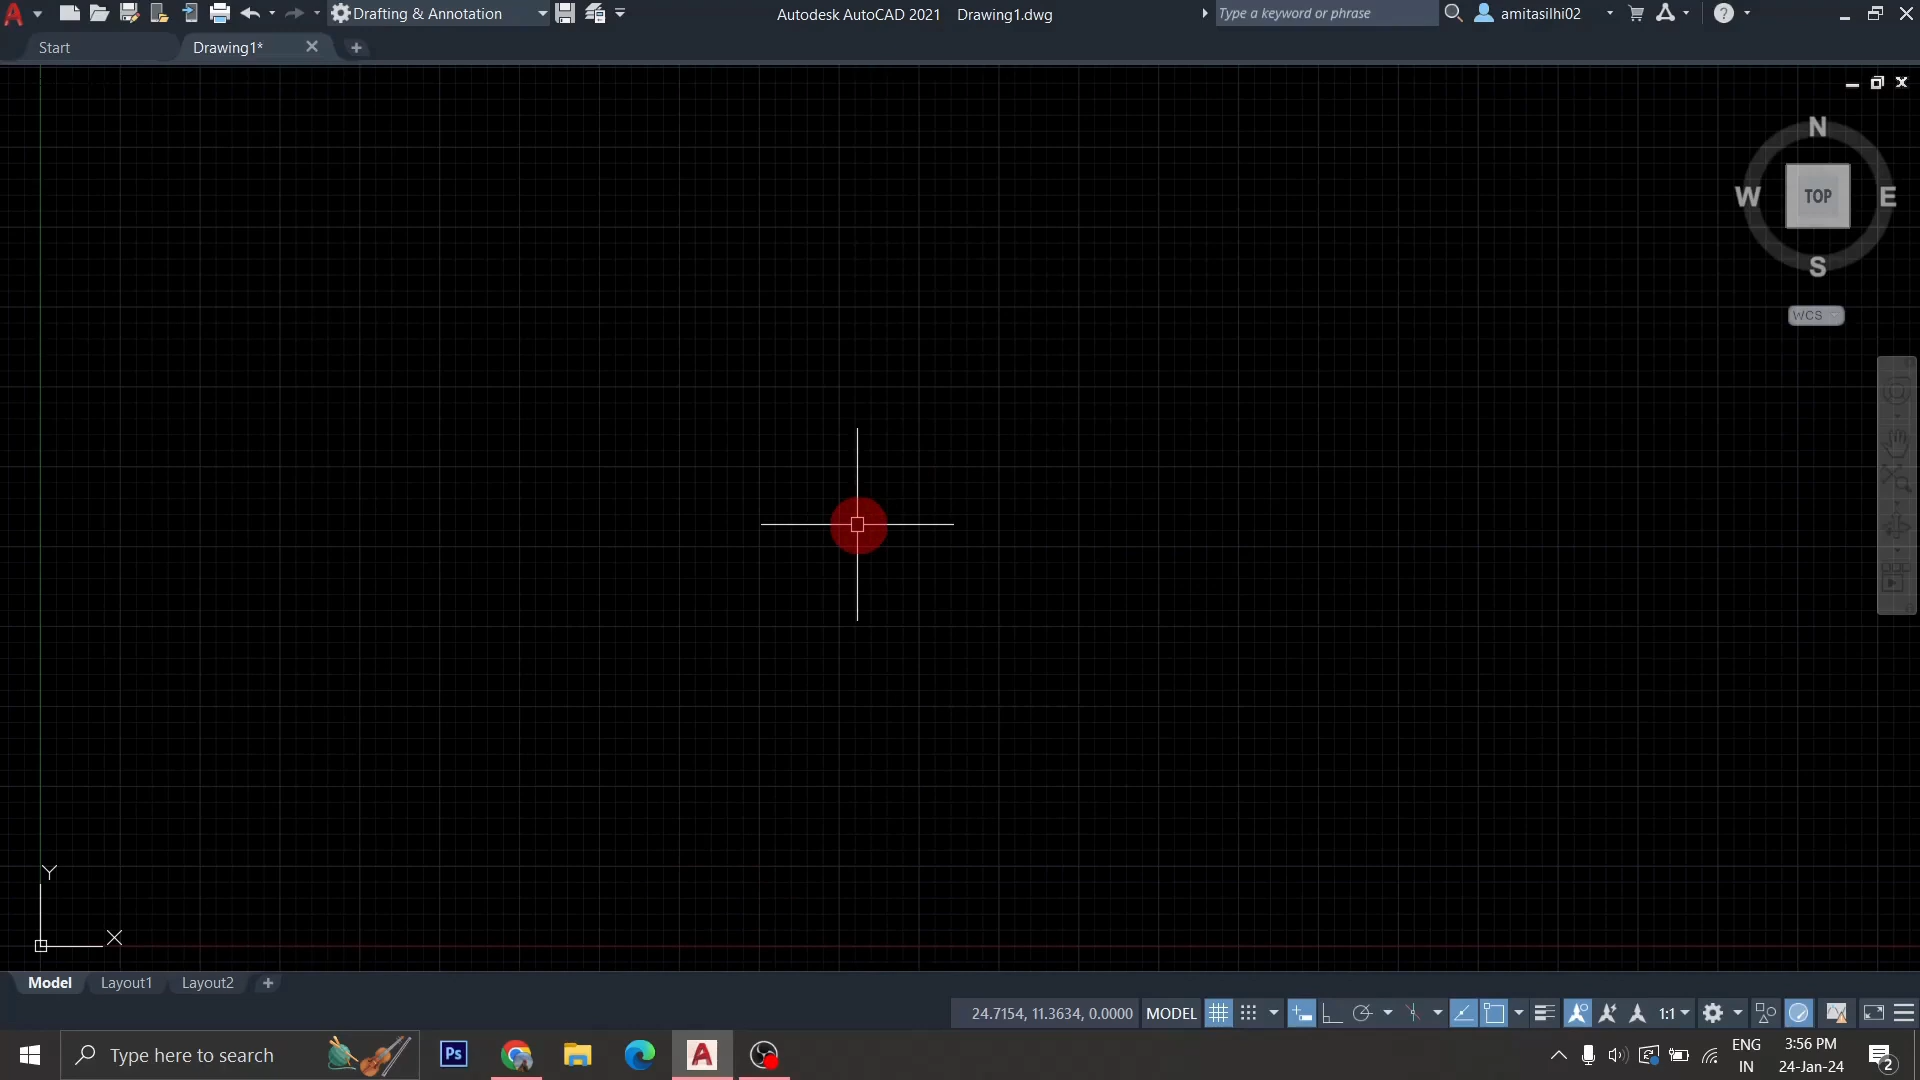 Drafting & Annotation
Autodesk AutoCAD 2021 Drawing1.dwg
Type a keyword or phrase
amitasilhi02
Start
Drawing1*
N
W
TOP
E
S
WCS
Y
X
Model
Layout1
Layout2
24.7154, 11.3634, 0.0000
MODEL
1:1
Type here to search
Ps
ENG
IN
3:56 PM
24-Jan-24
2